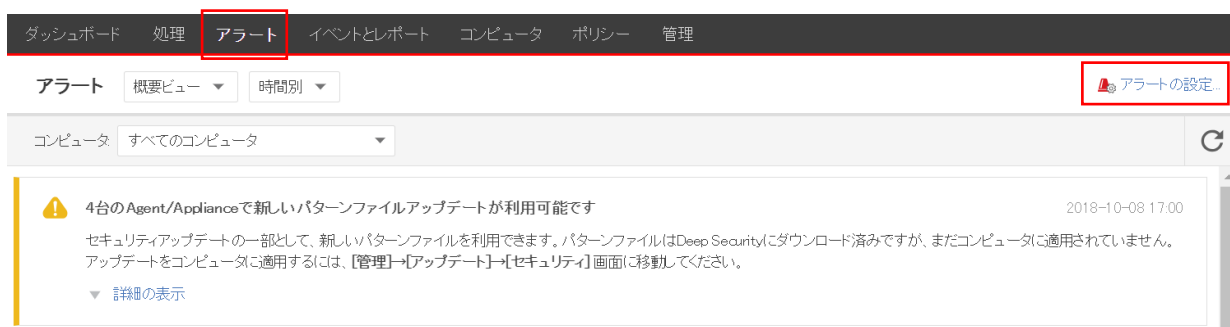 ダッシュボード 処理 アラート イベントとレポート コンピュータ ポリシー 管理
アラート 概要ビュー 時間別 アラートの設定...
コンピュータ: すべてのコンピュータ
4台のAgent/Applianceで新しいパターンファイルアップデートが利用可能です 2018-10-08 17:00
セキュリティアップデートの一部として、新しいパターンファイルを利用できます。パターンファイルはDeep Securityにダウンロード済みですが、まだコンピュータに適用されていません。
アップデートをコンピュータに適用するには、[管理]→[アップデート]→[セキュリティ] 画面に移動してください。
詳細の表示